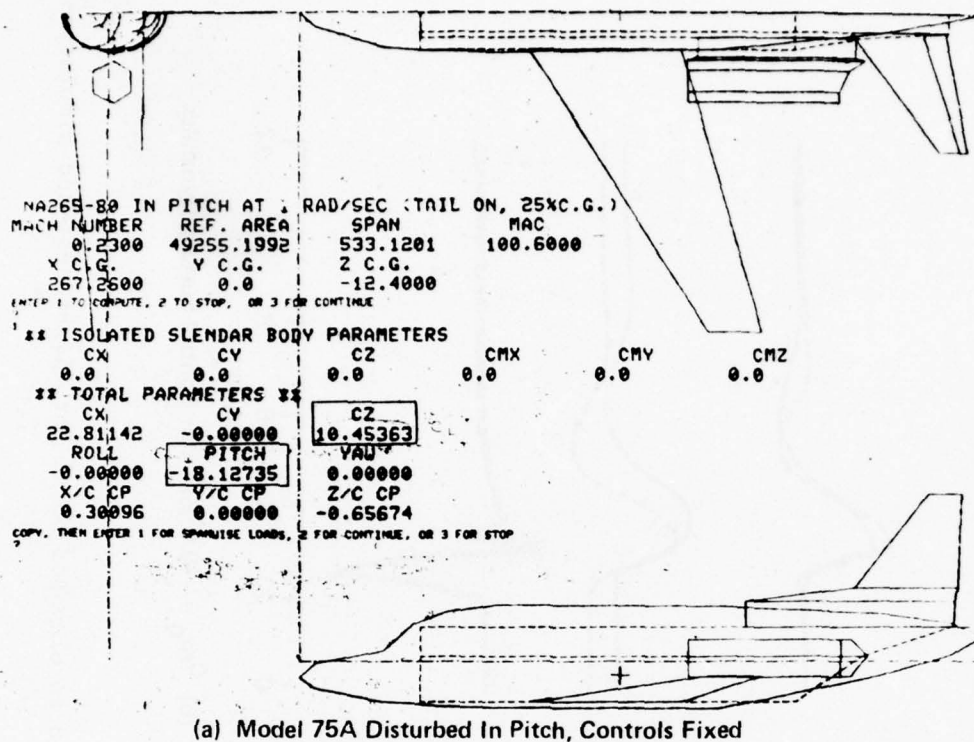 NA265-80 IN PITCH AT 1 RAD/SEC (TAIL ON, 25%C.G.)
MACH NUMBER REF. AREA SPAN MAC
0.2300 49255.1992 533.1201 100.6000
X C.G. Y C.G. Z C.G.
267.2600 0.0 -12.4000
ENTER 1 TO COMPUTE, 2 TO STOP, OR 3 FOR CONTINUE
?
1
** ISOLATED SLENDAR BODY PARAMETERS
CX CY CZ CMX CMY CMZ
0.0 0.0 0.0 0.0 0.0 0.0
** TOTAL PARAMETERS **
CX CY CZ
22.81142 -0.00000 10.45363
ROLL PITCH YAW
-0.00000 -18.12735 0.00000
X/C CP Y/C CP Z/C CP
0.30096 0.00000 -0.65674
COPY, THEN ENTER 1 FOR SPANWISE LOADS, 2 FOR CONTINUE, OR 3 FOR STOP
?
(a) Model 75A Disturbed In Pitch, Controls Fixed